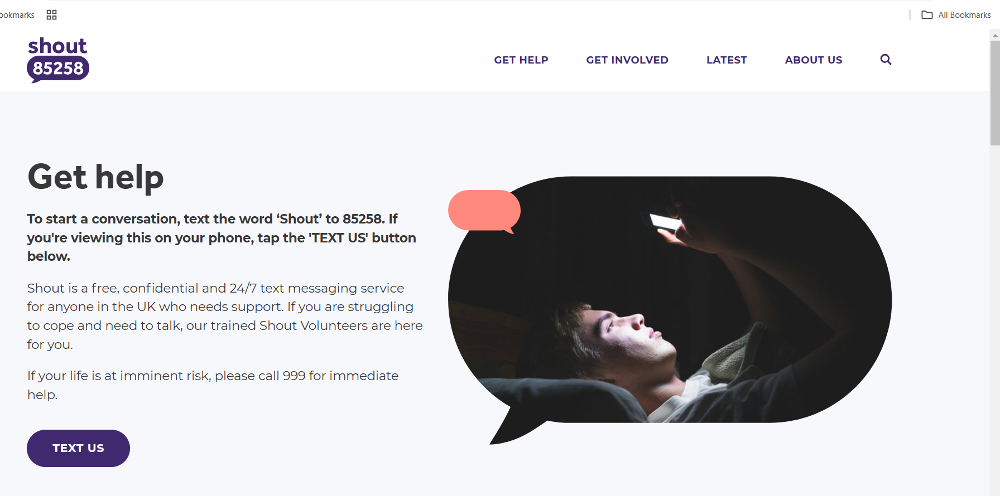 ookmarks
All Bookmarks
shout
85258
GET HELP
GET INVOLVED
LATEST
ABOUT US
Get help
To start a conversation, text the word ‘Shout’ to 85258. If
you're viewing this on your phone, tap the 'TEXT US' button
below.
Shout is a free, confidential and 24/7 text messaging service
for anyone in the UK who needs support. If you are struggling
to cope and need to talk, our trained Shout Volunteers are here
for you.
If your life is at imminent risk, please call 999 for immediate
help.
TEXT US